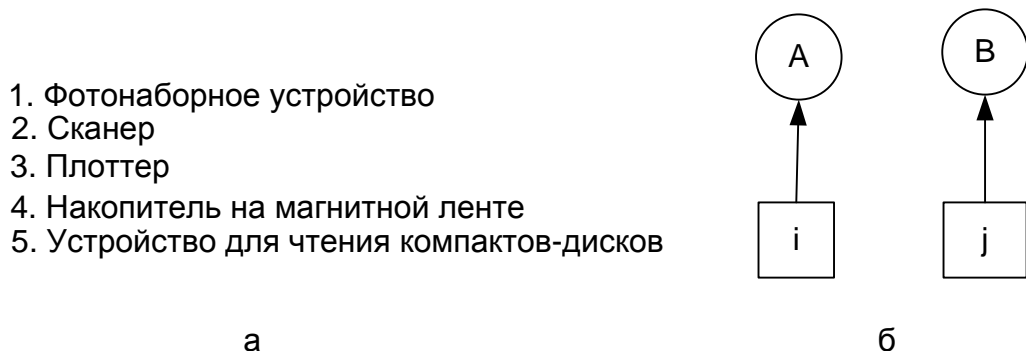 1. Фотонаборное устройство
2. Сканер
3. Плоттер
4. Накопитель на магнитной ленте
5. Устройство для чтения компактов-дисков
A
B
i
j
а
б